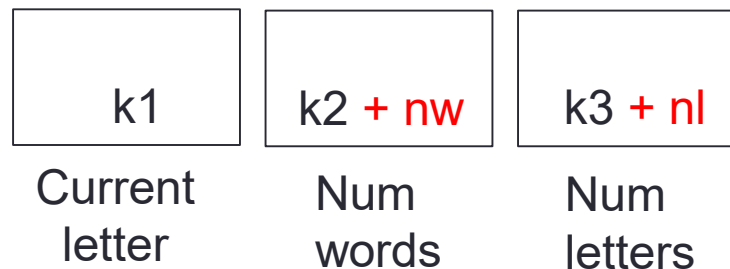 k1
k2 + nw
k3 + nl
Current
letter
Num
words
Num
letters